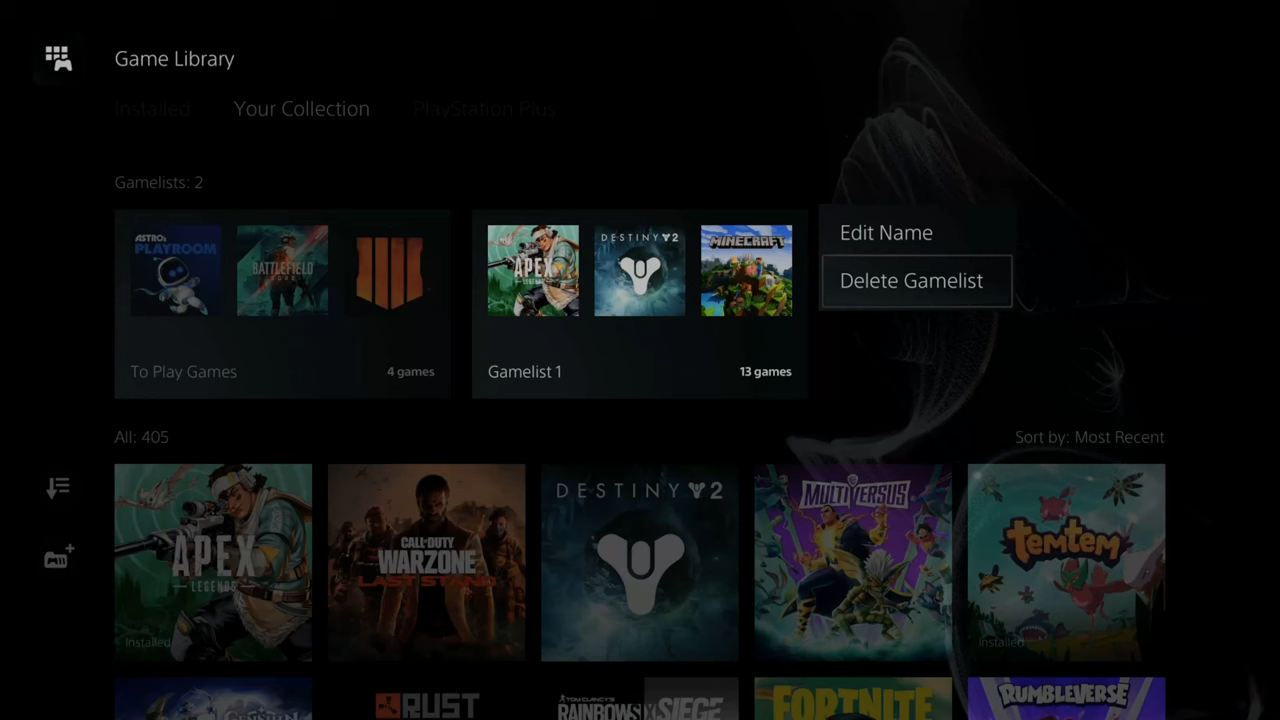 Game Library
Installed
Your Collection
PlayStation Plus
Gamelists: 2
ASTRO's
PLAYROOM
BATTLEFIELD
APEX
DESTINY 2
MINECRAFT
Edit Name
Delete Gamelist
To Play Games
4 games
Gamelist 1
13 games
All: 405
Sort by: Most Recent
APEX
LEGENDS
Installed
CALL OF DUTY
WARZONE
LAST STAND
DESTINY 2
MULTIVERSUS
temtem
Installed
RUST
TOM CLANCY'S
RAINBOW SIX SIEGE
FORTNITE
RUMBLEVERSE